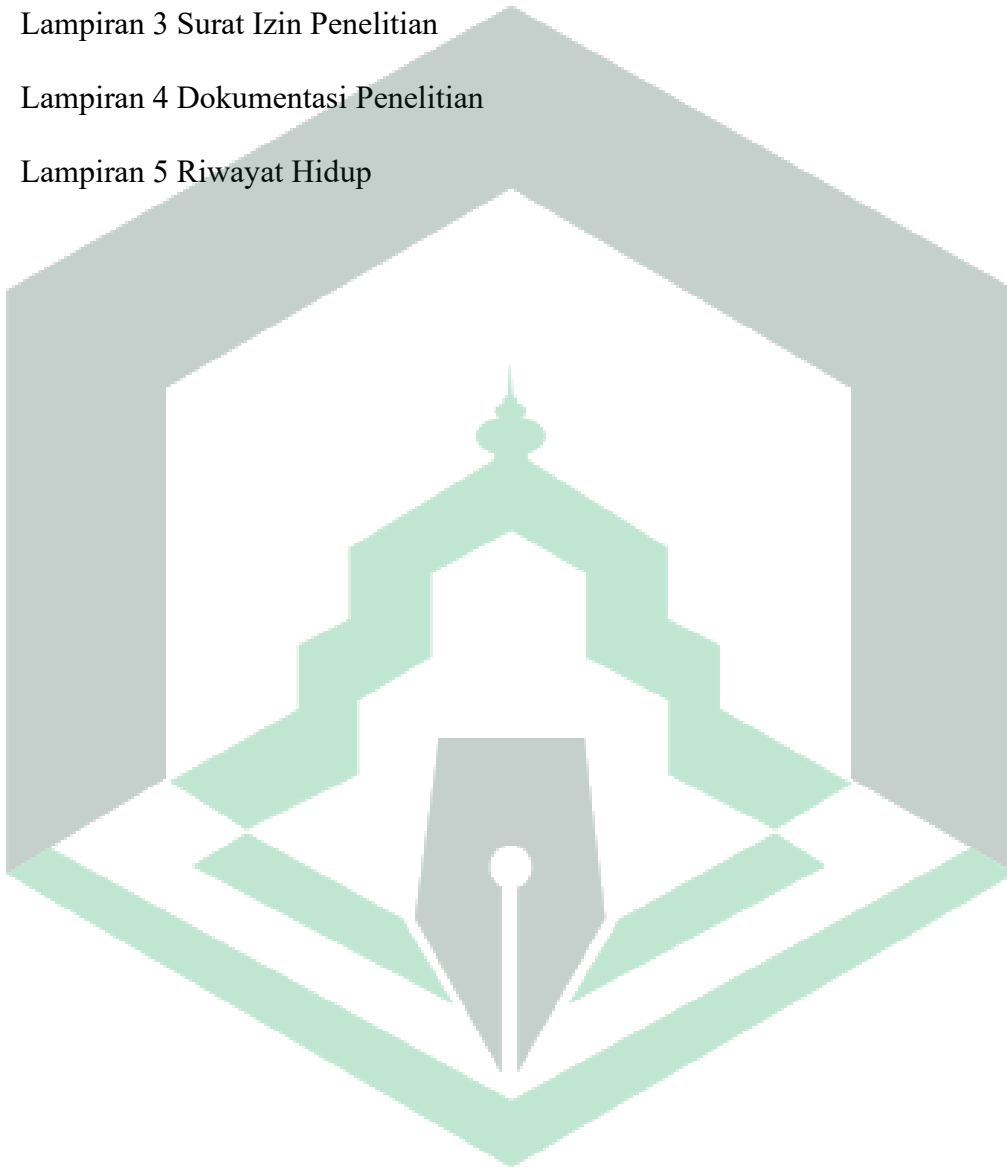 Lampiran 3 Surat Izin Penelitian
Lampiran 4 Dokumentasi Penelitian
Lampiran 5 Riwayat Hidup